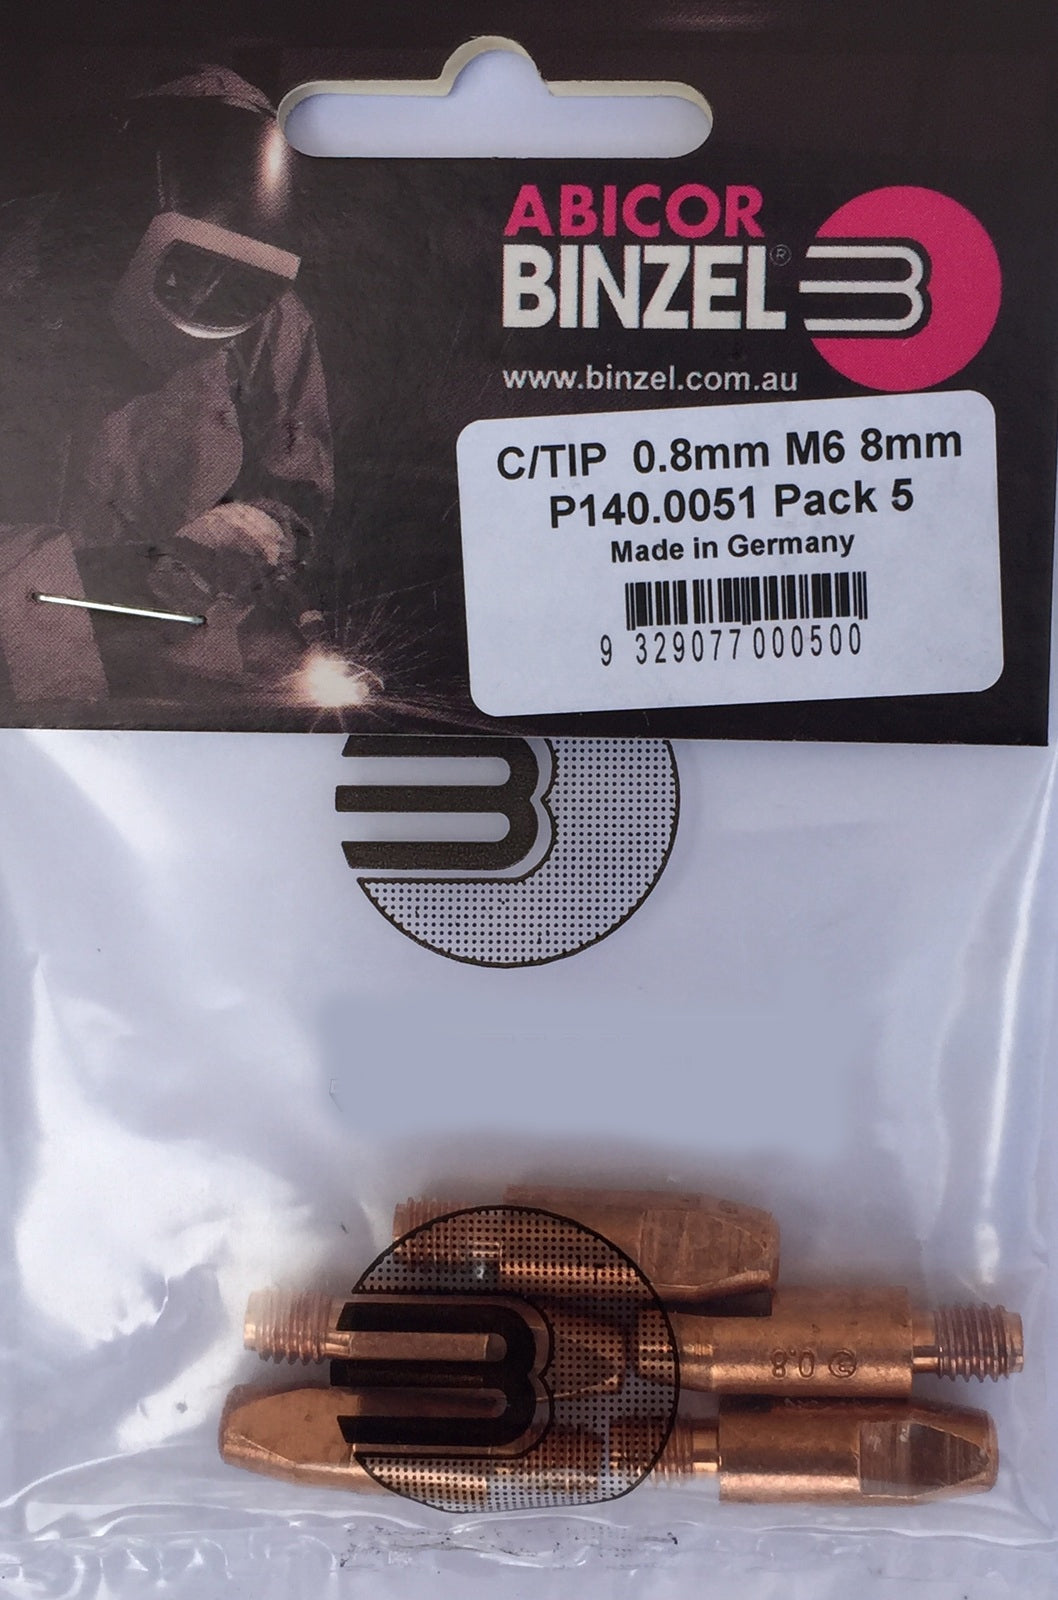 ABICOR
BINZEL®
www.binzel.com.au
C/TIP 0.8mm M6 8mm
P140.0051 Pack 5
Made in Germany
9 329077 000500
0.8